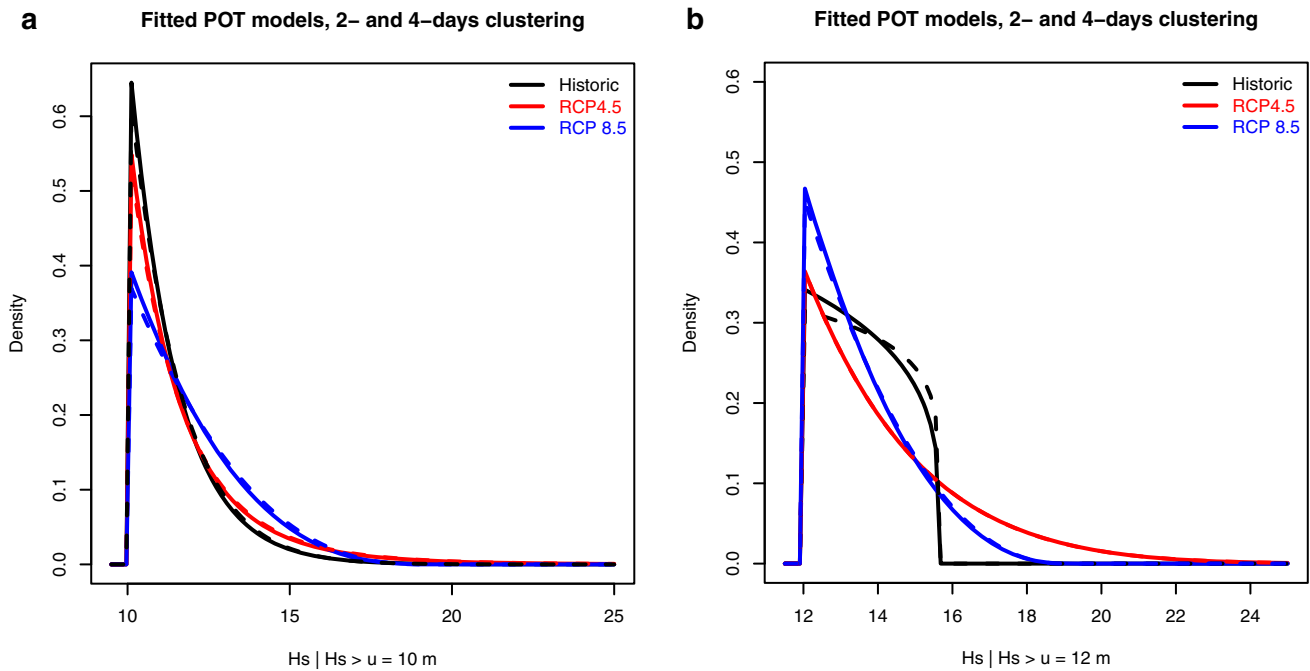 a
Fitted POT models, 2− and 4−days clustering
Historic
RCP4.5
RCP 8.5
Density
0.6
0.5
0.4
0.3
0.2
0.1
0.0
10 15 20 25
Hs | Hs > u = 10 m
b
Fitted POT models, 2− and 4−days clustering
Historic
RCP4.5
RCP 8.5
Density
0.6
0.5
0.4
0.3
0.2
0.1
0.0
12 14 16 18 20 22 24
Hs | Hs > u = 12 m